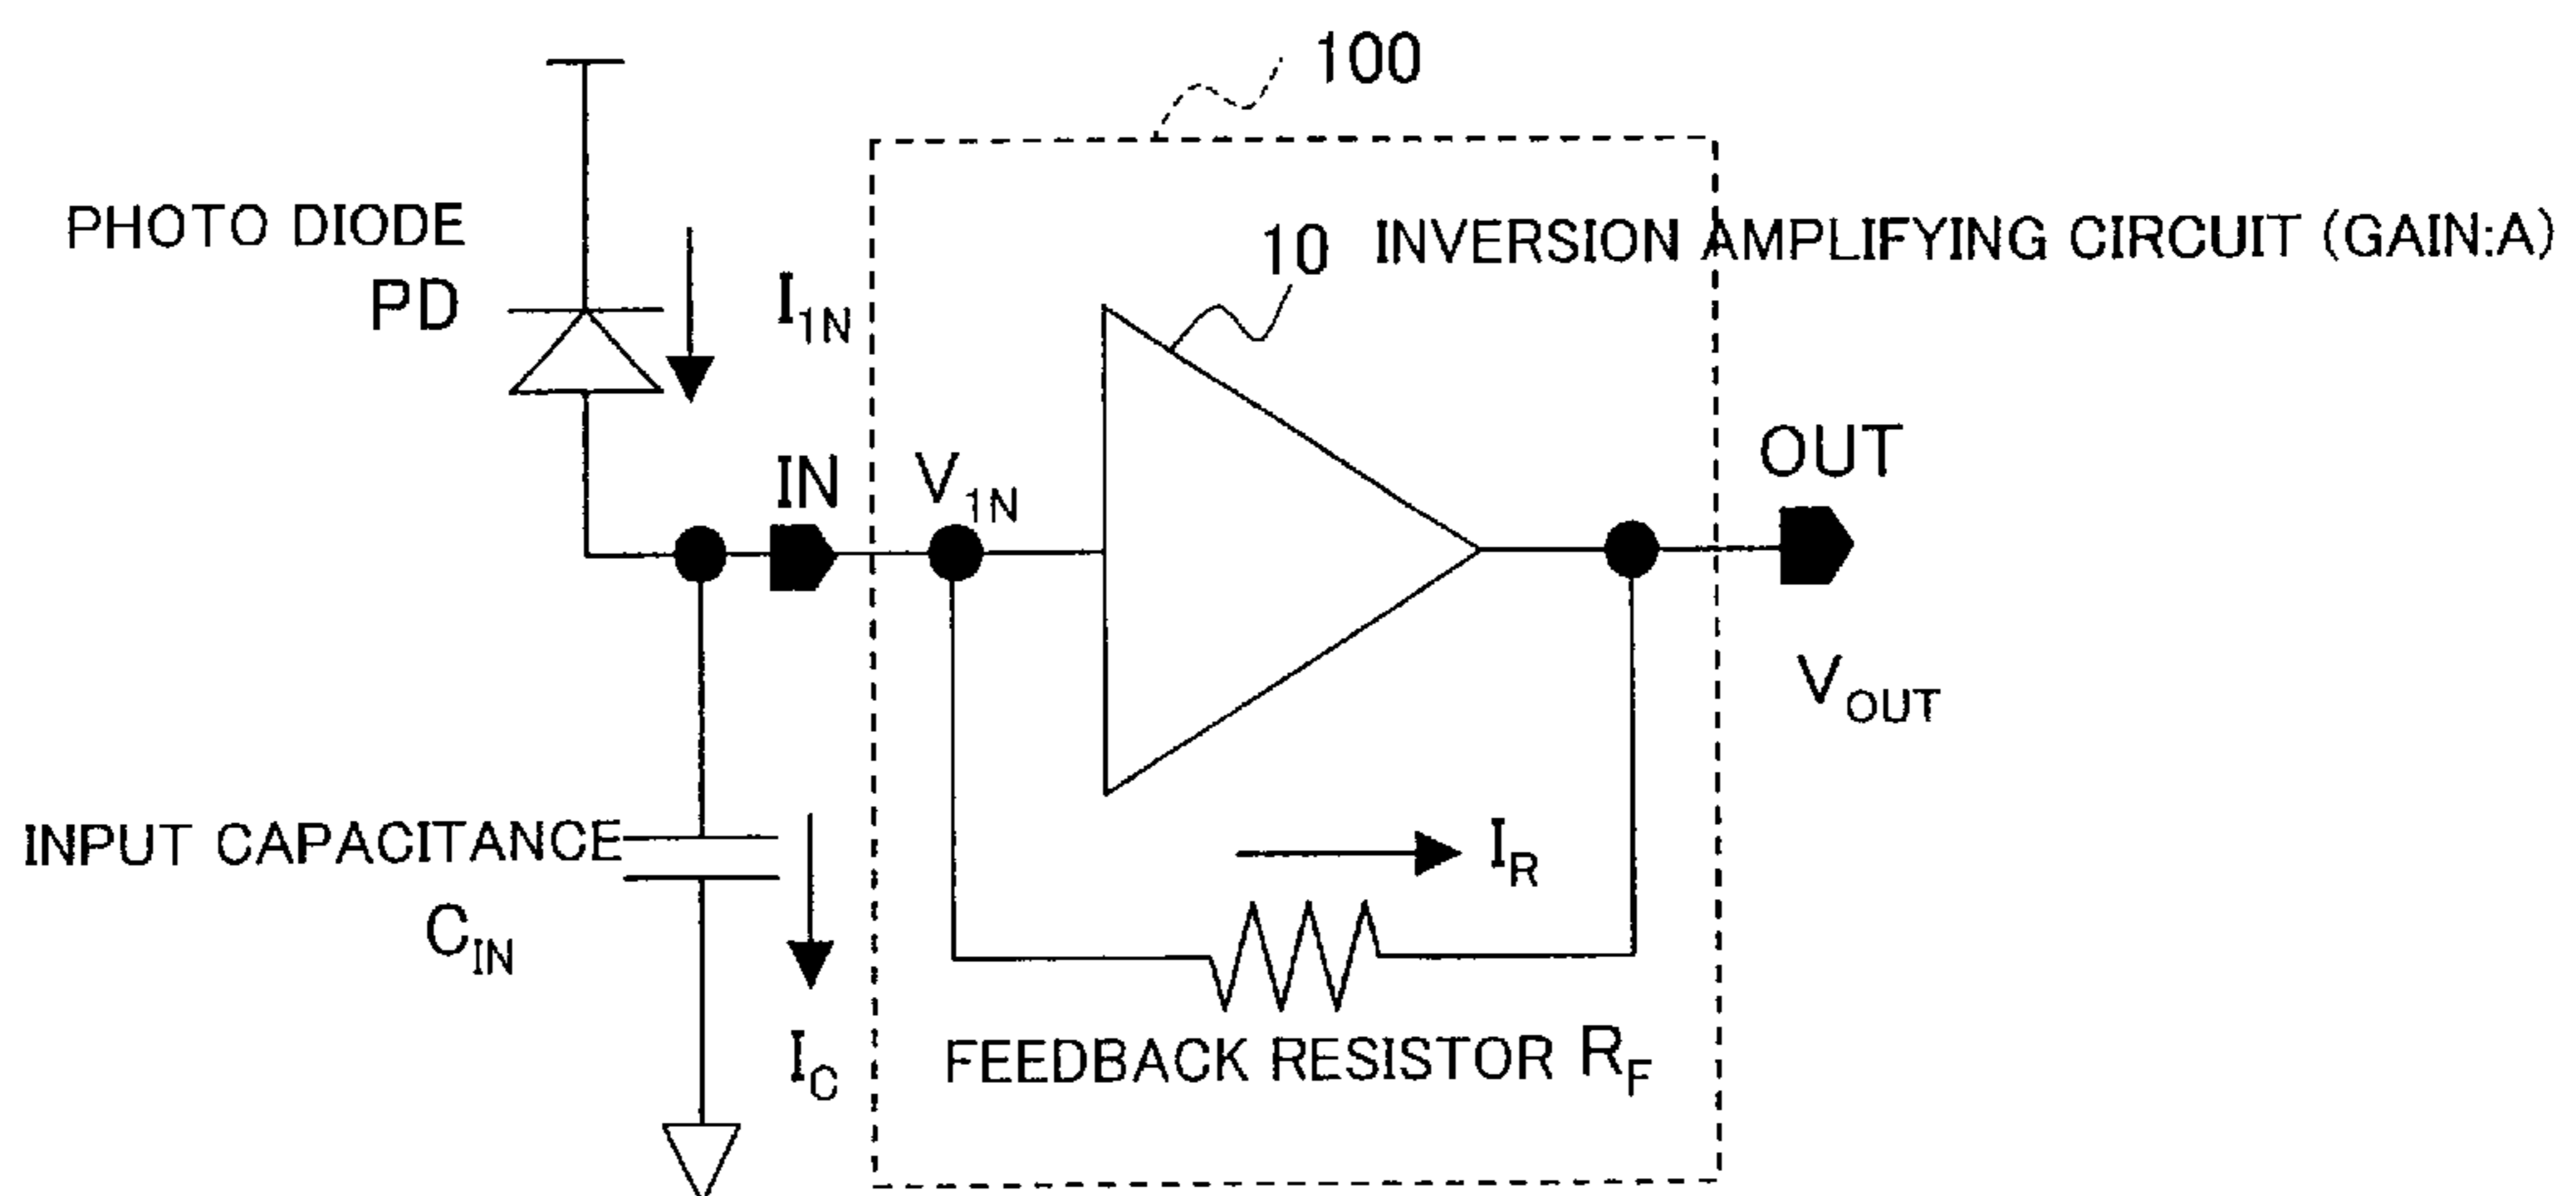 100
PHOTO DIODE
PD
I1N
10 INVERSION AMPLIFYING CIRCUIT (GAIN:A)
IN
V1N
OUT
VOUT
INPUT CAPACITANCE
CIN
IC
IR
FEEDBACK RESISTOR RF